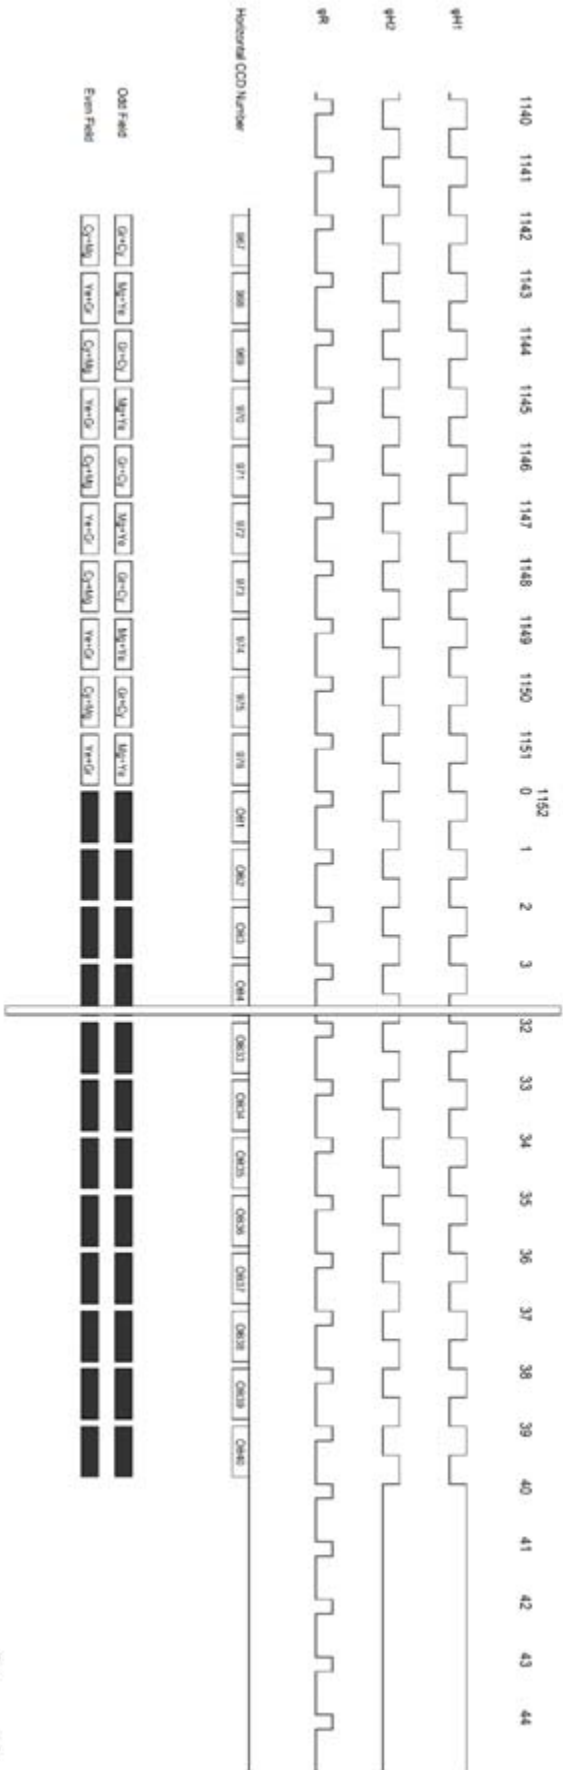 1140 1141 1142 1143 1144 1145 1146 1147 1148 1149 1150 1151 0 1 2 3 32 33 34 35 36 37 38 39 40 41 42 43 44
1152
φH1
φH2
φR
Horizontal CCD Number 967 968 969 970 971 972 973 974 975 976 OB1 OB2 OB3 OB4 OB33 OB34 OB35 OB36 OB37 OB38 OB39 OB40
Odd Field Gr+Cy Mg+Ye Gr+Cy Mg+Ye Gr+Cy Mg+Ye Gr+Cy Mg+Ye Gr+Cy Mg+Ye
Even Field Cy+Mg Ye+Gr Cy+Mg Ye+Gr Cy+Mg Ye+Gr Cy+Mg Ye+Gr Cy+Mg Ye+Gr